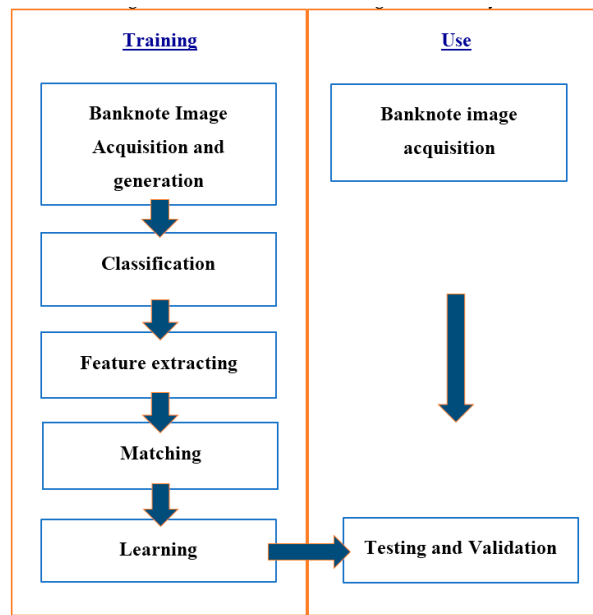 Training
Banknote Image
Acquisition and
generation
Classification
Feature extracting
Matching
Learning
Use
Banknote image
acquisition
Testing and Validation